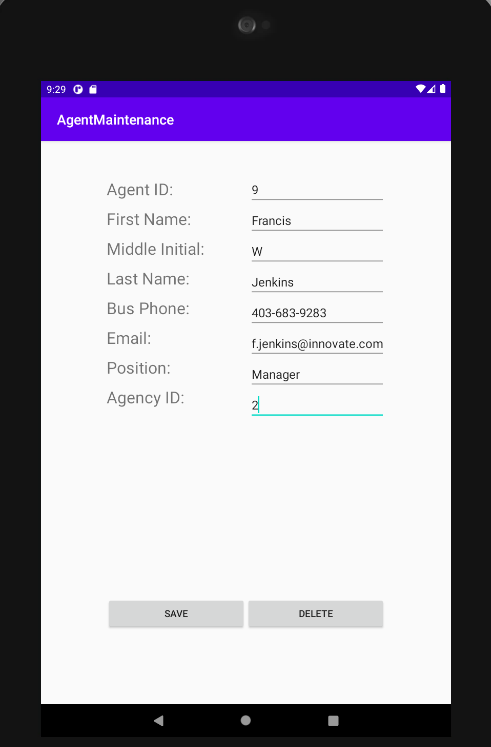 9:29
AgentMaintenance
Agent ID: 9
First Name: Francis
Middle Initial: W
Last Name: Jenkins
Bus Phone: 403-683-9283
Email: f.jenkins@innovate.com
Position: Manager
Agency ID: 2
SAVE DELETE